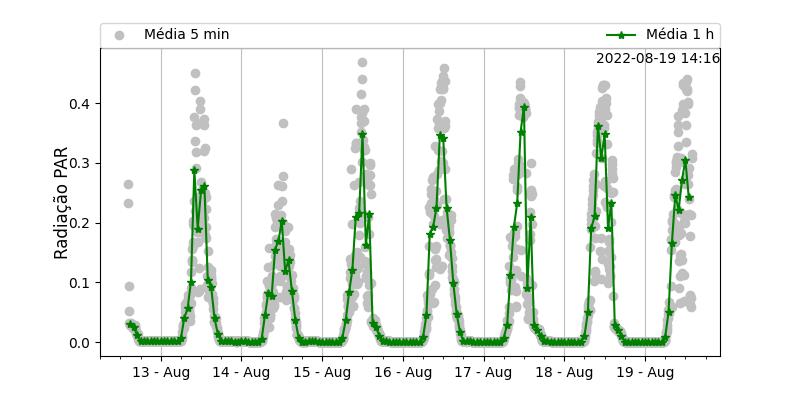 Média 5 min
Média 1 h
2022-08-19 14:16
Radiação PAR
0.4
0.3
0.2
0.1
0.0
13 - Aug
14 - Aug
15 - Aug
16 - Aug
17 - Aug
18 - Aug
19 - Aug